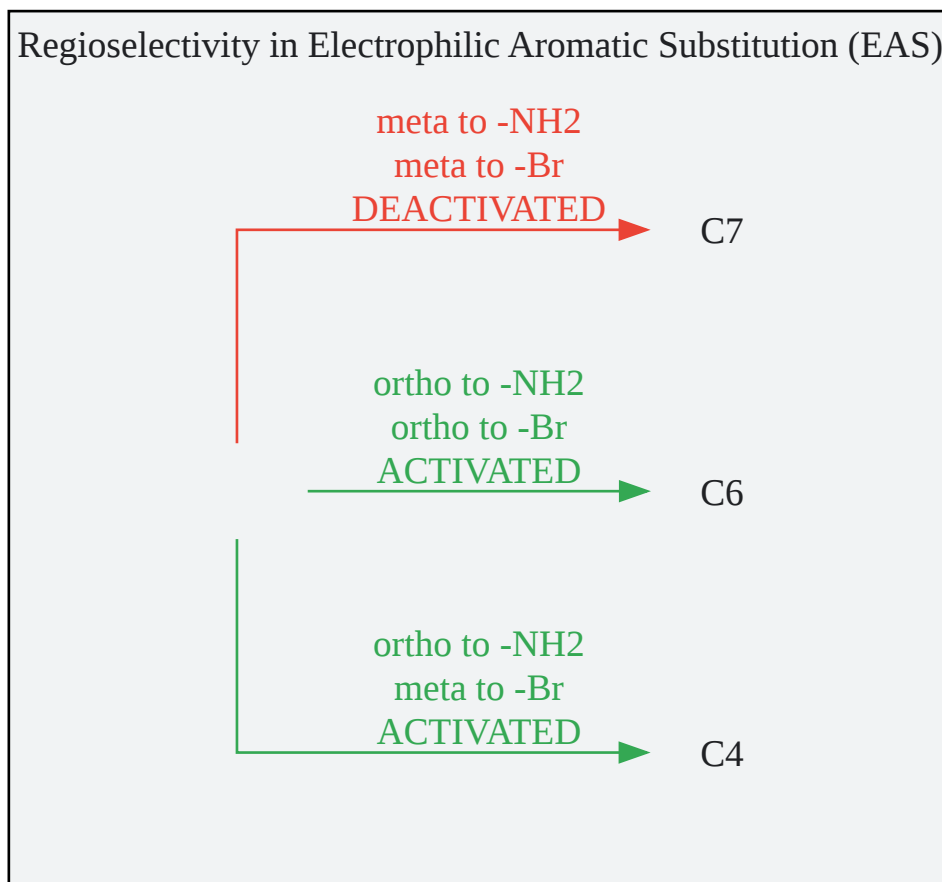 Regioselectivity in Electrophilic Aromatic Substitution (EAS)
meta to -NH2
meta to -Br
DEACTIVATED
C7
ortho to -NH2
ortho to -Br
ACTIVATED
C6
ortho to -NH2
meta to -Br
ACTIVATED
C4